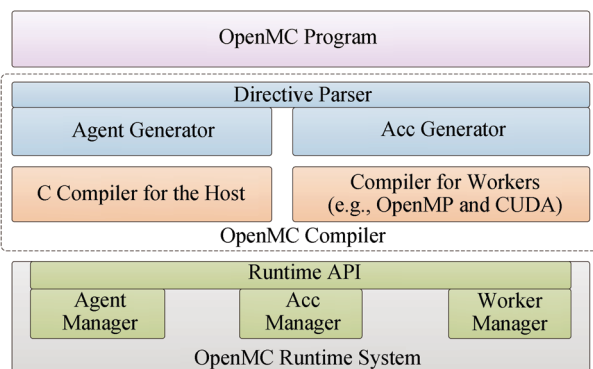 OpenMC Program
Directive Parser
Agent Generator
Acc Generator
C Compiler for the Host
Compiler for Workers
(e.g., OpenMP and CUDA)
OpenMC Compiler
Runtime API
Agent
Manager
Acc
Manager
Worker
Manager
OpenMC Runtime System